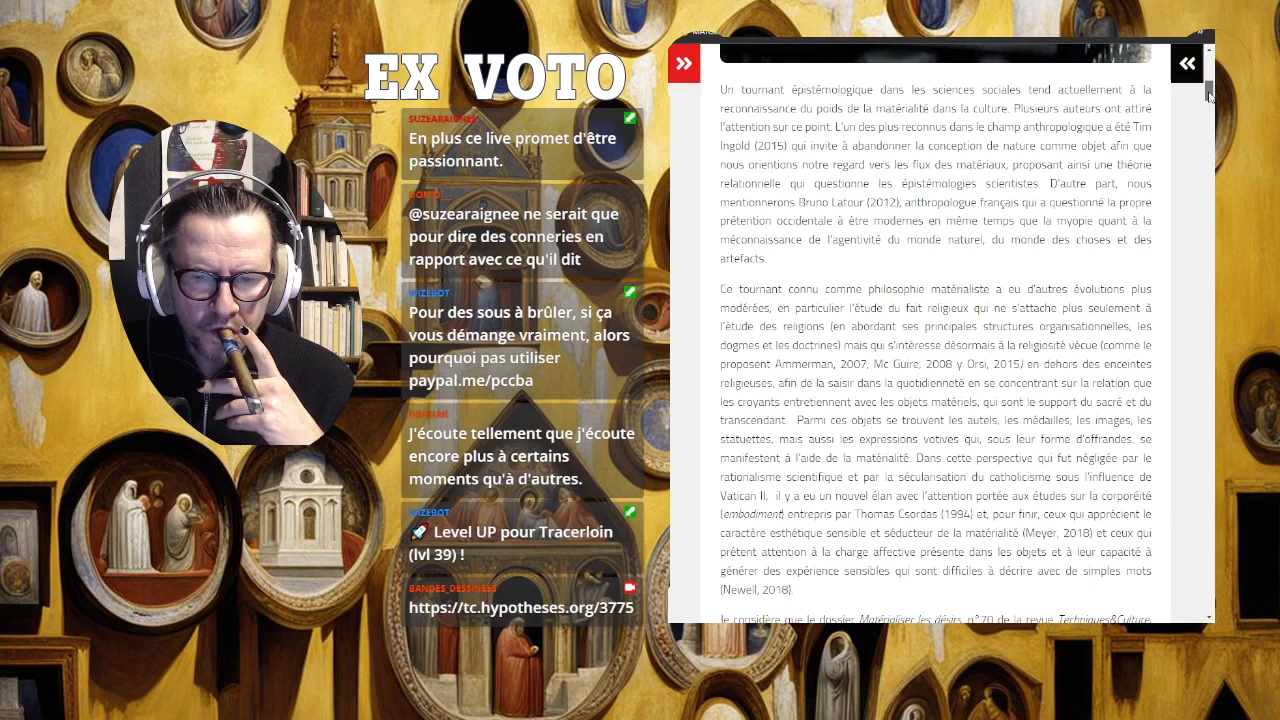 EX VOTO
SUZEARAIGNEE
En plus ce live promet d'être
passionnant.
@suzearaignee ne serait que
pour dire des conneries en
rapport avec ce qu'il dit
WIZEBOT
Pour des sous à brûler, si ça
vous démange vraiment, alors
pourquoi pas utiliser
paypal.me/pccba
J'écoute tellement que j'écoute
encore plus à certains
moments qu'à d'autres.
WIZEBOT
🚀 Level UP pour Tracerloin
(lvl 39) !
BANDES_DESSINEES
https://tc.hypotheses.org/3775
Un tournant épistémologique dans les sciences sociales tend actuellement à la
reconnaissance du poids de la matérialité dans la culture. Plusieurs auteurs ont attiré
l'attention sur ce point. L'un des plus reconnus dans le champ anthropologique a été Tim
Ingold (2015) qui invite à abandonner la conception de nature comme objet afin que
nous orientions notre regard vers les flux des matériaux, proposant ainsi une théorie
relationnelle qui questionne les épistémologies scientistes. D'autre part, nous
mentionnerons Bruno Latour (2012), anthropologue français qui a questionné la propre
prétention occidentale à être modernes en même temps que la myopie quant à la
méconnaissance de l'agentivité du monde naturel, du monde des choses et des
artefacts.
Ce tournant connu comme philosophie matérialiste a eu d'autres évolutions plus
modérées, en particulier l'étude du fait religieux qui ne s'attache plus seulement à
l'étude des religions (en abordant ses principales structures organisationnelles, les
dogmes et les doctrines) mais qui s'intéresse désormais à la religiosité vécue (comme le
proposent Ammerman, 2007, Mc Guire, 2008 y Orsi, 2015) en dehors des enceintes
religieuses, afin de la saisir dans la quotidienneté en se concentrant sur la relation que
les croyants entretiennent avec les objets matériels, qui sont le support du sacré et du
transcendant. Parmi ces objets se trouvent les autels, les médailles, les images, les
statuettes, mais aussi les expressions votives qui, sous leur forme d'offrandes, se
manifestent à l'aide de la matérialité. Dans cette perspective qui fut négligée par le
rationalisme scientifique et par la sécularisation du catholicisme sous l'influence de
Vatican II, il y a eu un nouvel élan avec l'attention portée aux études sur la corporéité
(embodiment) entrepris par Thomas Csordas (1994) et, pour finir, ceux qui apprécient le
caractère esthétique sensible et séducteur de la matérialité (Meyer, 2018) et ceux qui
prêtent attention à la charge affective présente dans les objets et à leur capacité à
générer des expérience sensibles qui sont difficiles à décrire avec de simples mots
(Newell, 2018).
Je considère que le dossier Matérialiser les désirs, n°70 de la revue Techniques&Culture,